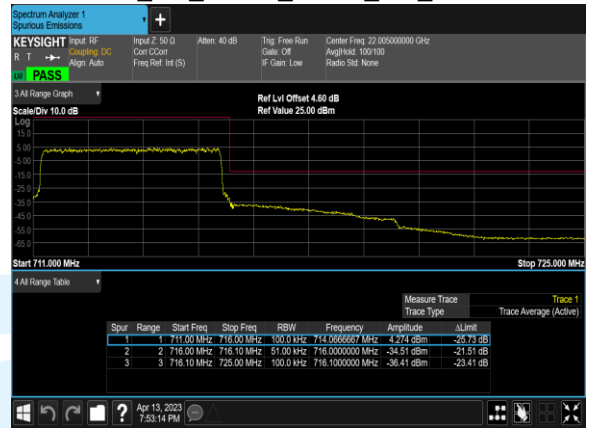 Spectrum Analyzer 1
Spurious Emissions
+
KEYSIGHT Input: RF Input Z: 50 Ω Atten: 40 dB Trig: Free Run Center Freq: 22.005000000 GHz
R T Coupling: DC Corr CCorr Gate: Off Avg|Hold: 100/100
Align: Auto Freq Ref: Int (S) IF Gain: Low Radio Std: None
PASS
3 All Range Graph
Ref Lvl Offset 4.60 dB
Scale/Div 10.0 dB Ref Value 25.00 dBm
Log
15.0
5.00
-5.00
-15.0
-25.0
-35.0
-45.0
-55.0
-65.0
Start 711.000 MHz Stop 725.000 MHz
4 All Range Table
Measure Trace Trace 1
Trace Type Trace Average (Active)
Spur Range Start Freq Stop Freq RBW Frequency Amplitude ΔLimit
1 1 711.00 MHz 716.00 MHz 100.0 kHz 714.0666667 MHz 4.274 dBm -25.73 dB
2 2 716.00 MHz 716.10 MHz 51.00 kHz 716.0000000 MHz -34.51 dBm -21.51 dB
3 3 716.10 MHz 725.00 MHz 100.0 kHz 716.1000000 MHz -36.41 dBm -23.41 dB
? Apr 13, 2023
7:53:14 PM